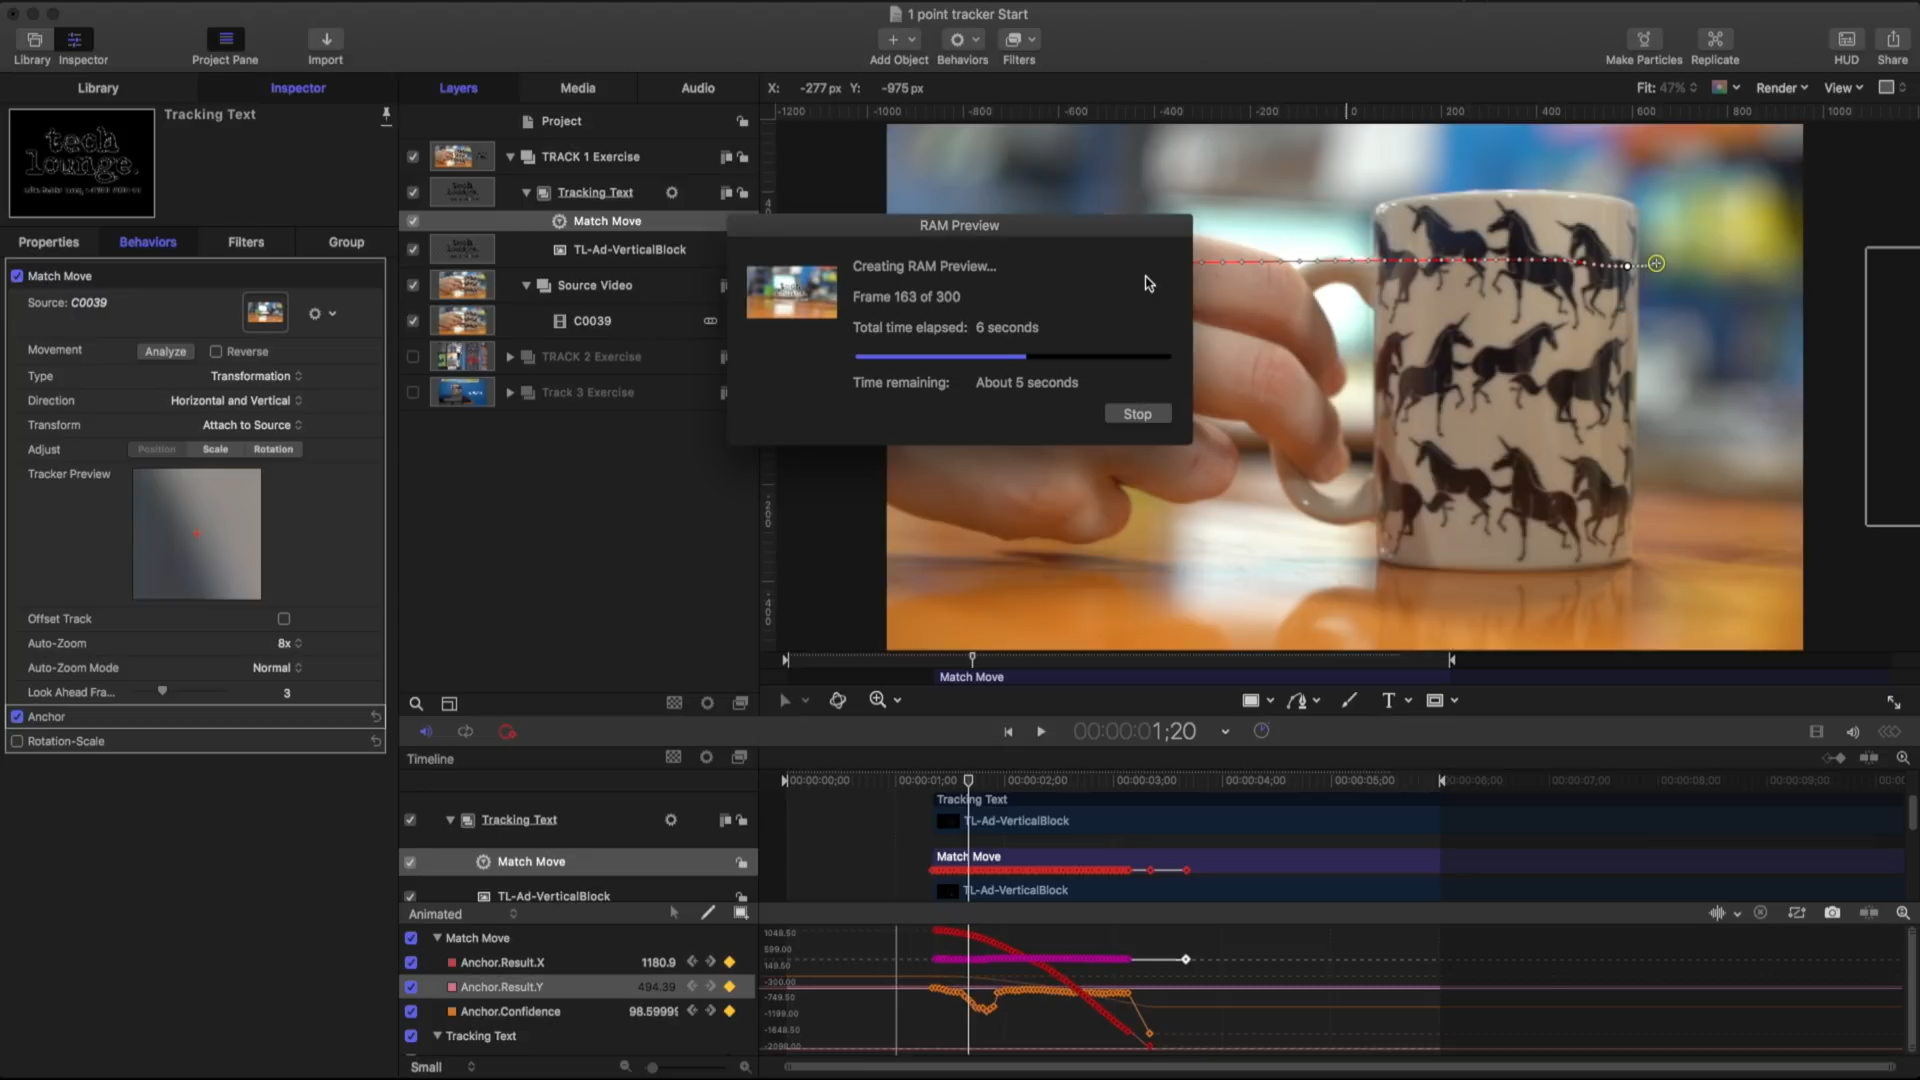 1 point tracker Start
Library
Inspector
Project Pane
Import
Add Object
Behaviors
Filters
Make Particles
Replicate
HUD
Share
Library
Inspector
Layers
Media
Audio
X: -277 px Y: -975 px
Fit: 47%
Render
View
-1200
-1000
-800
-600
-400
-200
0
200
400
600
800
1000
tech
lounge.
Tracking Text
Project
TRACK 1 Exercise
Tracking Text
Match Move
TL-Ad-VerticalBlock
Source Video
C0039
TRACK 2 Exercise
Track 3 Exercise
Properties
Behaviors
Filters
Group
Match Move
Source: C0039
Movement
Analyze
Reverse
Type
Transformation
Direction
Horizontal and Vertical
Transform
Attach to Source
Adjust
Position
Scale
Rotation
Tracker Preview
Offset Track
Auto-Zoom
8x
Auto-Zoom Mode
Normal
Look Ahead Fra...
3
Anchor
Rotation-Scale
RAM Preview
Creating RAM Preview...
Frame 163 of 300
Total time elapsed: 6 seconds
Time remaining: About 5 seconds
Stop
Match Move
T
00:00:01;20
Timeline
00:00:00;00
00:00:01;00
00:00:02;00
00:00:03;00
00:00:04;00
00:00:05;00
00:00:06;00
00:00:07;00
00:00:08;00
00:00:09;00
Tracking Text
Match Move
TL-Ad-VerticalBlock
Tracking Text
TL-Ad-VerticalBlock
Match Move
TL-Ad-VerticalBlock
Animated
Match Move
Anchor.Result.X
1180.9
Anchor.Result.Y
494.39
Anchor.Confidence
98.5999
Tracking Text
Small
1048.50
599.00
149.50
-300.00
-749.50
-1199.00
-1648.50
-2098.00